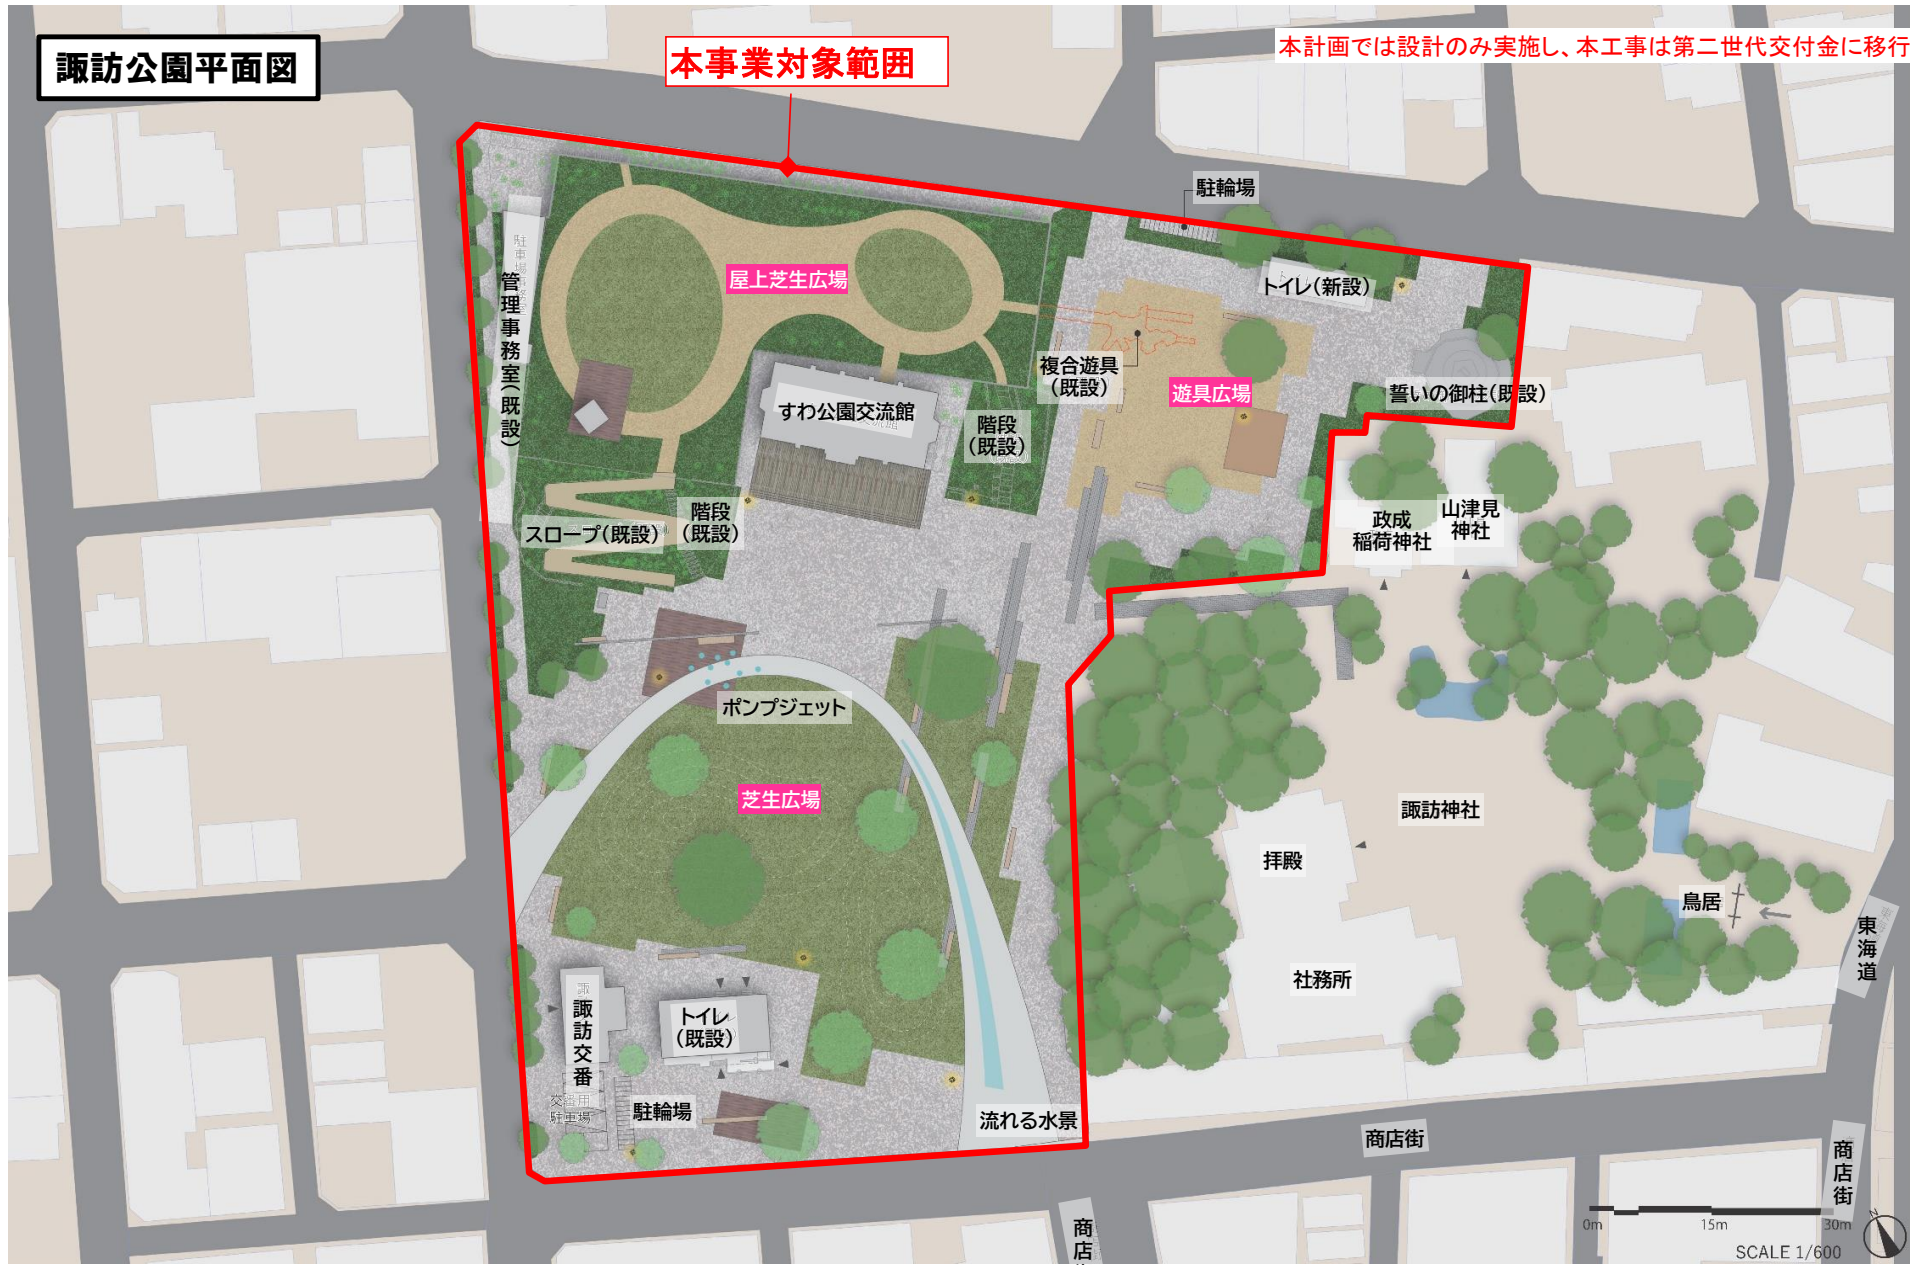 諏訪公園平面図
本事業対象範囲
本計画では設計のみ実施し、本工事は第二世代交付金に移行
駐輪場
トイレ(新設)
屋上芝生広場
管理事務室(既設)
複合遊具
(既設)
遊具広場
誓いの御柱(既設)
すわ公園交流館
階段
(既設)
スロープ(既設)
階段
(既設)
政成
稲荷神社
山津見
神社
ポンプジェット
芝生広場
諏訪神社
拝殿
鳥居
東海道
社務所
諏訪交番
トイレ
(既設)
交番用
駐車場
駐輪場
流れる水景
商店街
商店街
商店
0m
15m
30m
SCALE 1/600
N